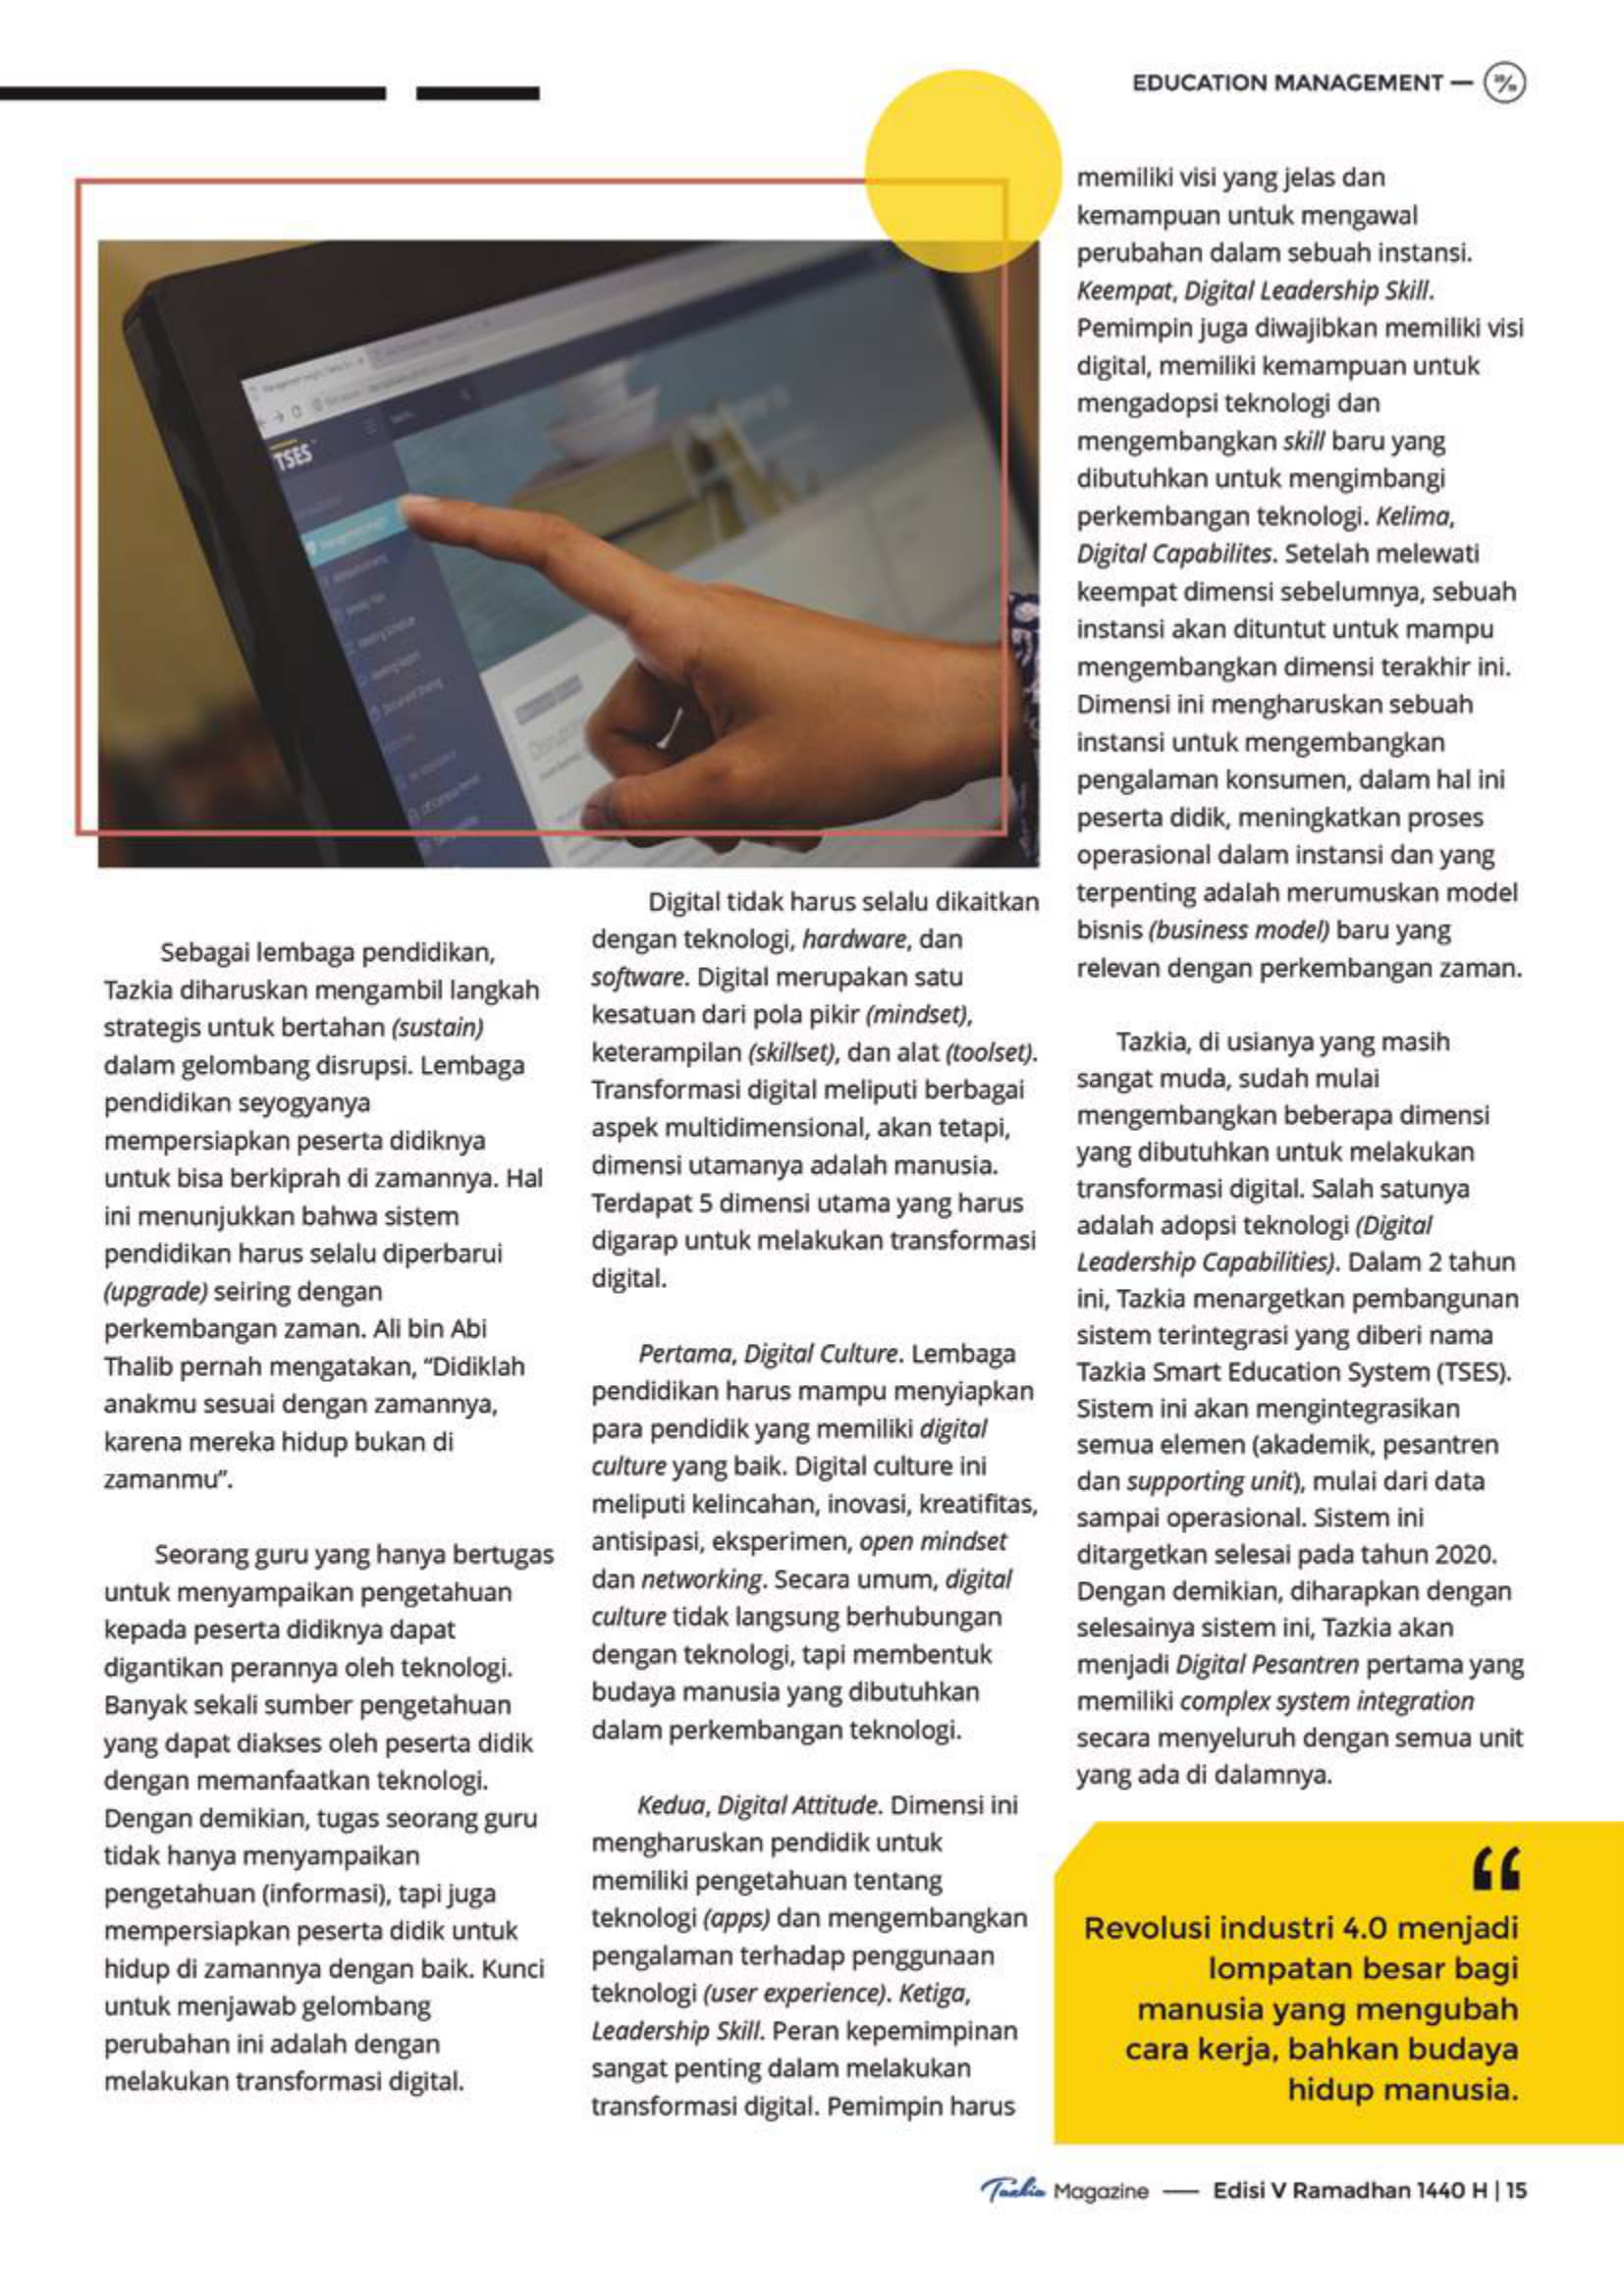 EDUCATION MANAGEMENT
TSES
Sebagai lembaga pendidikan,
Tazkia diharuskan mengambil langkah
strategis untuk bertahan (sustain)
dalam gelombang disrupsi. Lembaga
pendidikan seyogyanya
mempersiapkan peserta didiknya
untuk bisa berkiprah di zamannya. Hal
ini menunjukkan bahwa sistem
pendidikan harus selalu diperbarui
(upgrade) seiring dengan
perkembangan zaman. Ali bin Abi
Thalib pernah mengatakan, “Didiklah
anakmu sesuai dengan zamannya,
karena mereka hidup bukan di
zamanmu”.
Seorang guru yang hanya bertugas
untuk menyampaikan pengetahuan
kepada peserta didiknya dapat
digantikan perannya oleh teknologi.
Banyak sekali sumber pengetahuan
yang dapat diakses oleh peserta didik
dengan memanfaatkan teknologi.
Dengan demikian, tugas seorang guru
tidak hanya menyampaikan
pengetahuan (informasi), tapi juga
mempersiapkan peserta didik untuk
hidup di zamannya dengan baik. Kunci
untuk menjawab gelombang
perubahan ini adalah dengan
melakukan transformasi digital.
Digital tidak harus selalu dikaitkan
dengan teknologi, hardware, dan
software. Digital merupakan satu
kesatuan dari pola pikir (mindset),
keterampilan (skillset), dan alat (toolset).
Transformasi digital meliputi berbagai
aspek multidimensional, akan tetapi,
dimensi utamanya adalah manusia.
Terdapat 5 dimensi utama yang harus
digarap untuk melakukan transformasi
digital.
Pertama, Digital Culture. Lembaga
pendidikan harus mampu menyiapkan
para pendidik yang memiliki digital
culture yang baik. Digital culture ini
meliputi kelincahan, inovasi, kreatifitas,
antisipasi, eksperimen, open mindset
dan networking. Secara umum, digital
culture tidak langsung berhubungan
dengan teknologi, tapi membentuk
budaya manusia yang dibutuhkan
dalam perkembangan teknologi.
Kedua, Digital Attitude. Dimensi ini
mengharuskan pendidik untuk
memiliki pengetahuan tentang
teknologi (apps) dan mengembangkan
pengalaman terhadap penggunaan
teknologi (user experience). Ketiga,
Leadership Skill. Peran kepemimpinan
sangat penting dalam melakukan
transformasi digital. Pemimpin harus
memiliki visi yang jelas dan
kemampuan untuk mengawal
perubahan dalam sebuah instansi.
Keempat, Digital Leadership Skill.
Pemimpin juga diwajibkan memiliki visi
digital, memiliki kemampuan untuk
mengadopsi teknologi dan
mengembangkan skill baru yang
dibutuhkan untuk mengimbangi
perkembangan teknologi. Kelima,
Digital Capabilites. Setelah melewati
keempat dimensi sebelumnya, sebuah
instansi akan dituntut untuk mampu
mengembangkan dimensi terakhir ini.
Dimensi ini mengharuskan sebuah
instansi untuk mengembangkan
pengalaman konsumen, dalam hal ini
peserta didik, meningkatkan proses
operasional dalam instansi dan yang
terpenting adalah merumuskan model
bisnis (business model) baru yang
relevan dengan perkembangan zaman.
Tazkia, di usianya yang masih
sangat muda, sudah mulai
mengembangkan beberapa dimensi
yang dibutuhkan untuk melakukan
transformasi digital. Salah satunya
adalah adopsi teknologi (Digital
Leadership Capabilities). Dalam 2 tahun
ini, Tazkia menargetkan pembangunan
sistem terintegrasi yang diberi nama
Tazkia Smart Education System (TSES).
Sistem ini akan mengintegrasikan
semua elemen (akademik, pesantren
dan supporting unit), mulai dari data
sampai operasional. Sistem ini
ditargetkan selesai pada tahun 2020.
Dengan demikian, diharapkan dengan
selesainya sistem ini, Tazkia akan
menjadi Digital Pesantren pertama yang
memiliki complex system integration
secara menyeluruh dengan semua unit
yang ada di dalamnya.
“
Revolusi industri 4.0 menjadi
lompatan besar bagi
manusia yang mengubah
cara kerja, bahkan budaya
hidup manusia.
Tazkia Magazine — Edisi V Ramadhan 1440 H | 15